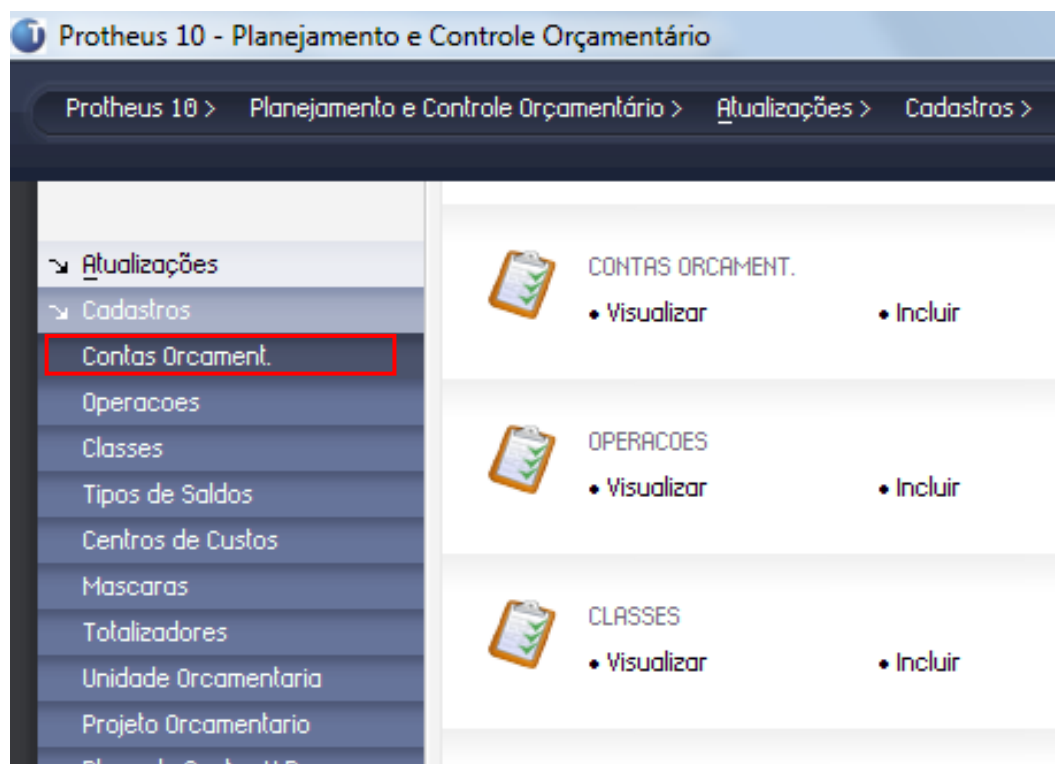 Protheus 10 - Planejamento e Controle Orçamentário
Protheus 10 > Planejamento e Controle Orçamentário > Atualizações > Cadastros >
Atualizações
Cadastros
Contas Orcament.
Operacoes
Classes
Tipos de Saldos
Centros de Custos
Mascaras
Totalizadores
Unidade Orcamentaria
Projeto Orcamentario
CONTAS ORCAMENT.
• Visualizar • Incluir
OPERACOES
• Visualizar • Incluir
CLASSES
• Visualizar • Incluir